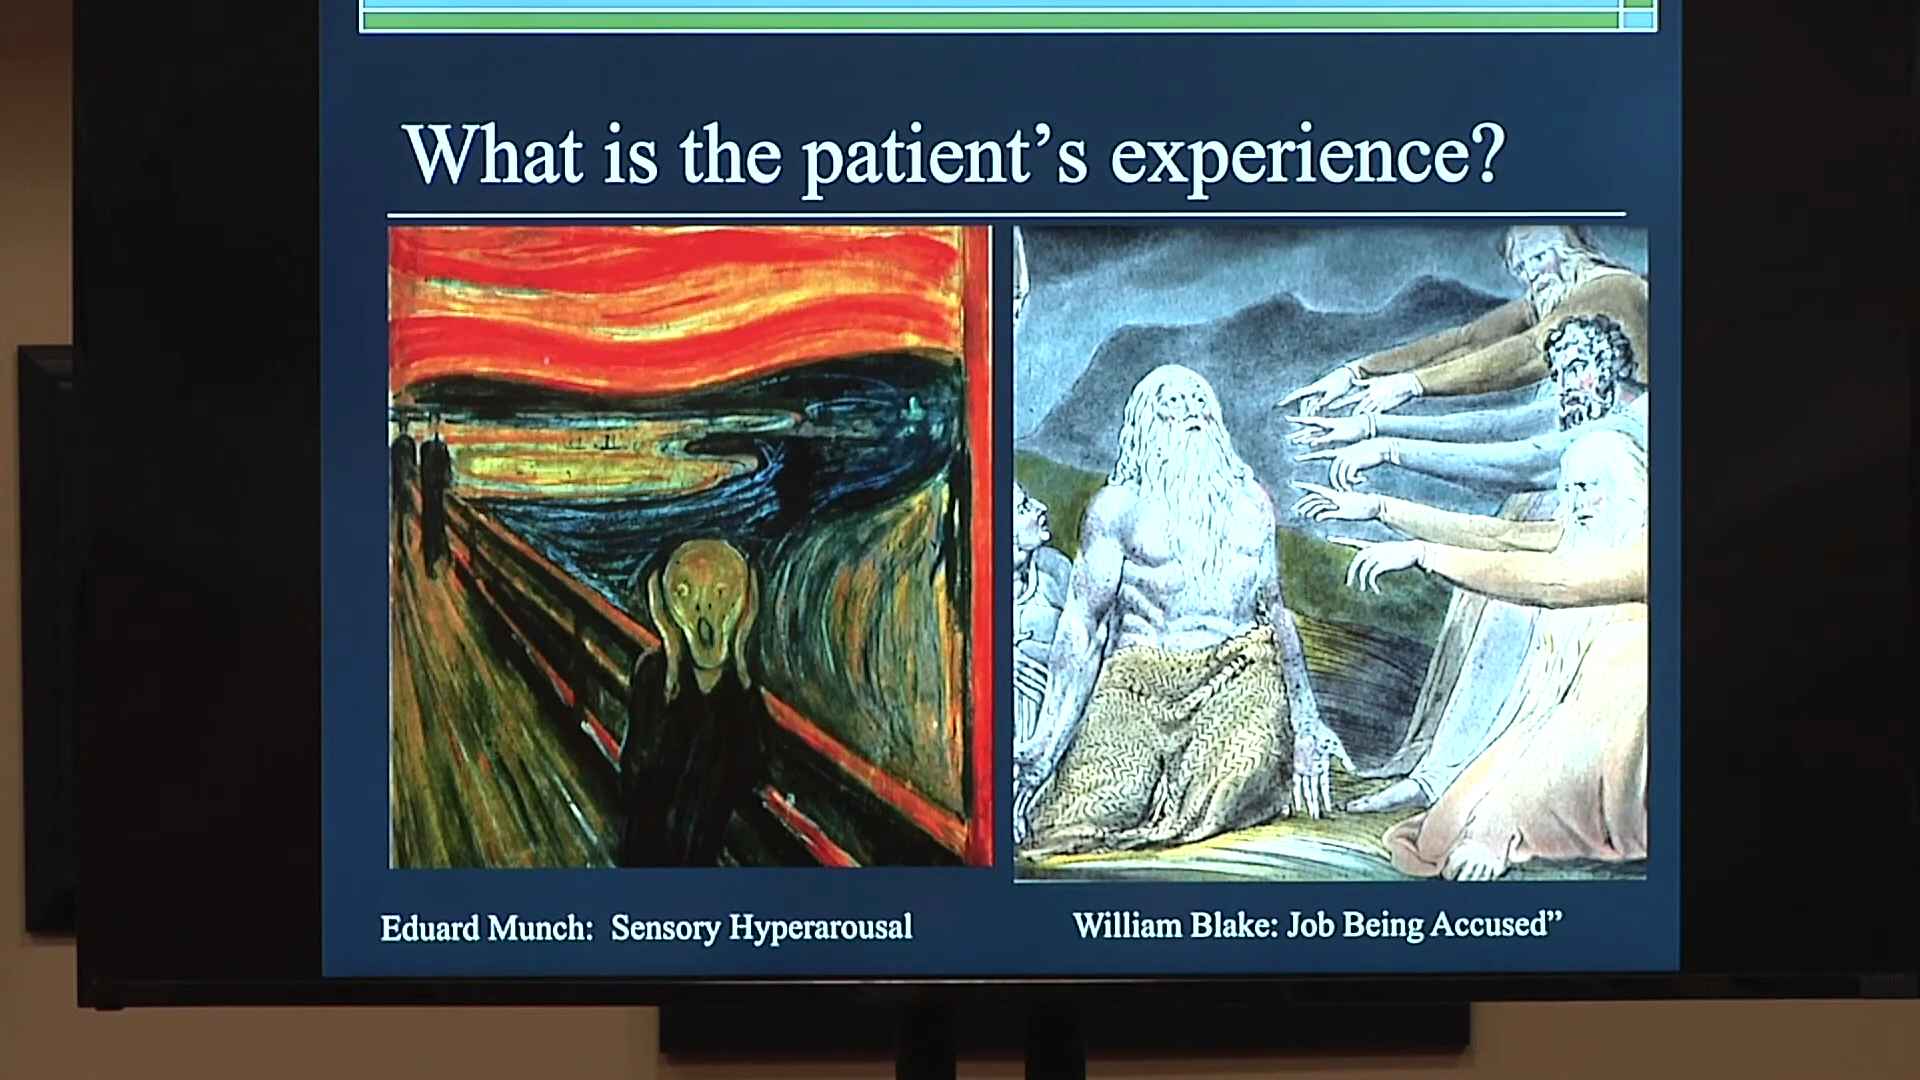 What is the patient’s experience?
Eduard Munch: Sensory Hyperarousal
William Blake: Job Being Accused”